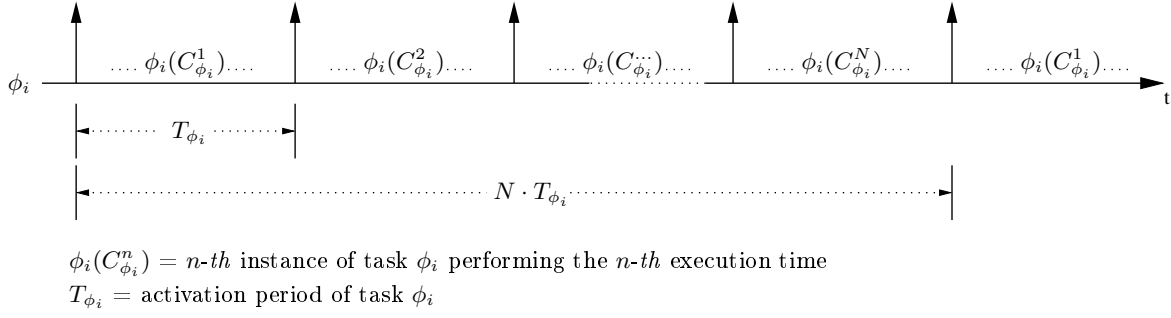 .... ϕ_i(C^1_{ϕ_i}).... .... ϕ_i(C^2_{ϕ_i}).... .... ϕ_i(C^{...}_{ϕ_i})..... .... ϕ_i(C^N_{ϕ_i}).... .... ϕ_i(C^1_{ϕ_i})....
ϕ_i
t
T_{ϕ_i}
N · T_{ϕ_i}
ϕ_i(C^n_{ϕ_i}) = n-th instance of task ϕ_i performing the n-th execution time
T_{ϕ_i} = activation period of task ϕ_i